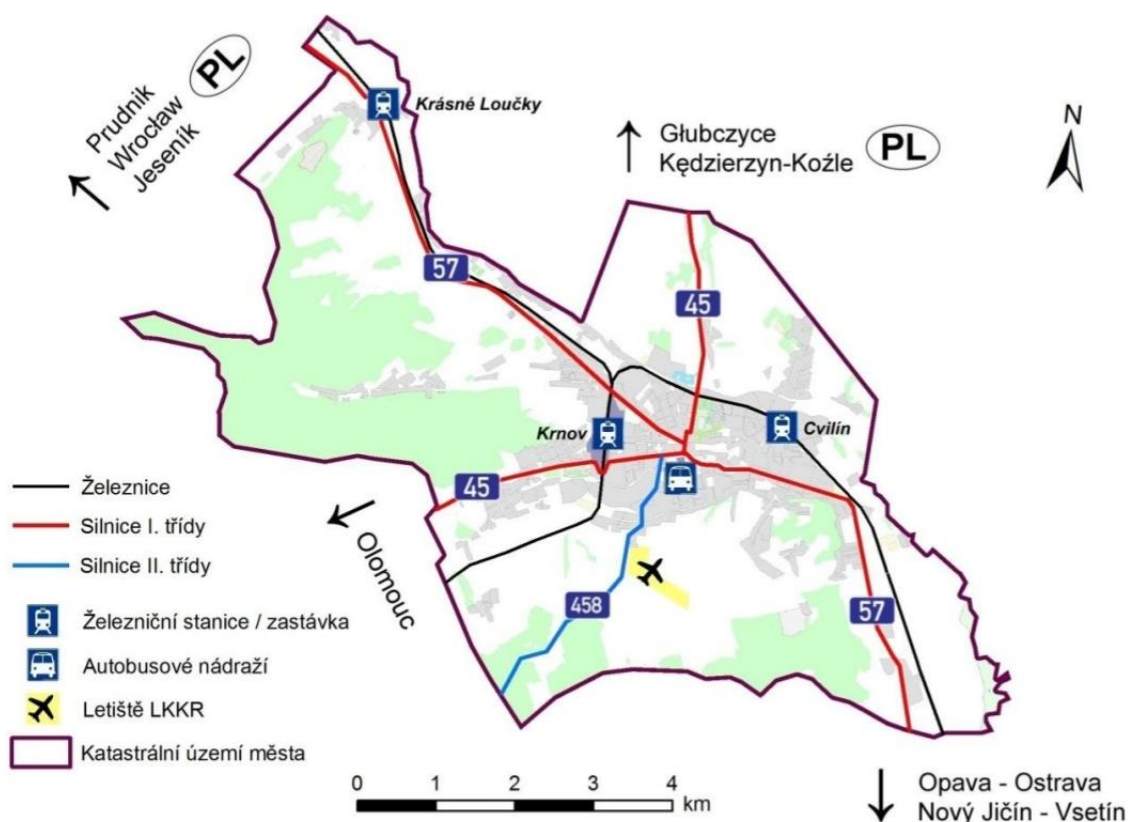 PL
Prudnik
Wrocław
Jeseník
Krásné Loučky
Głubczyce
Kędzierzyn-Koźle
PL
N
57
45
Krnov
Cvilín
45
Olomouc
458
57
Železnice
Silnice I. třídy
Silnice II. třídy
Železniční stanice / zastávka
Autobusové nádraží
Letiště LKKR
Katastrální území města
0 1 2 3 4
km
Opava - Ostrava
Nový Jičín - Vsetín